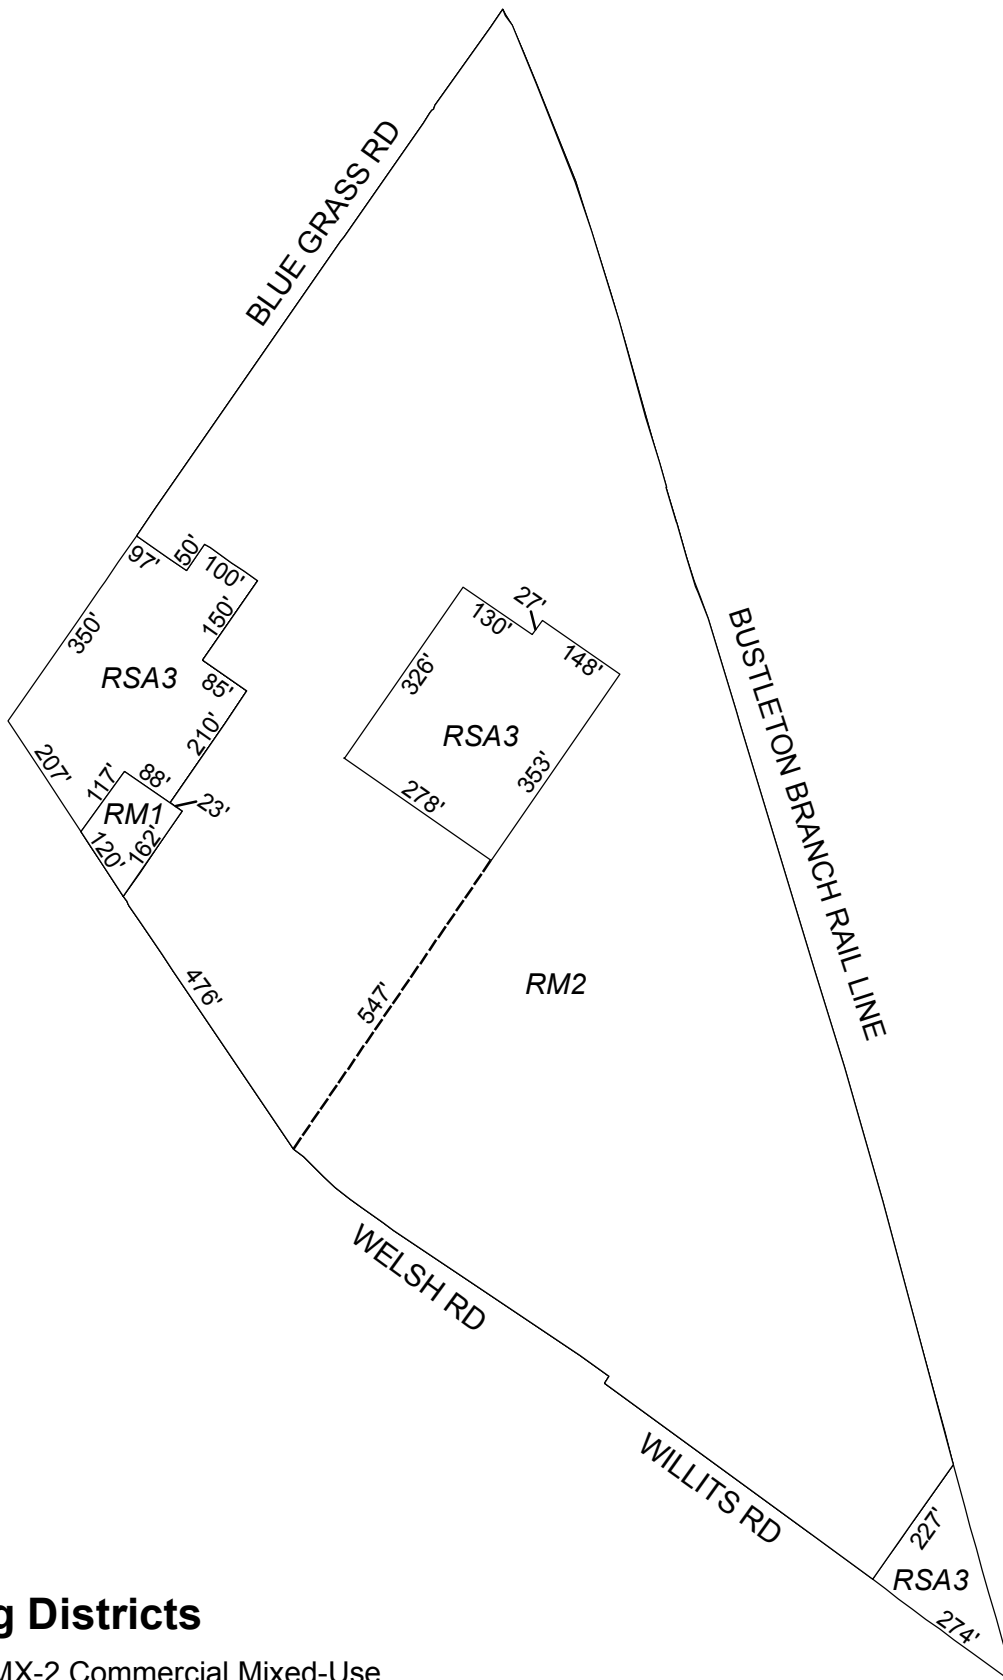 BLUE GRASS RD
97'
50'
100'
150'
350'
RSA3
85'
210'
207'
117'
88'
23'
RM1
120'
162'
27'
130'
148'
326'
RSA3
353'
278'
BUSTLETON BRANCH RAIL LINE
476'
547'
RM2
WELSH RD
WILLITS RD
227'
RSA3
274'
g Districts
MX-2 Commercial Mixed-Use